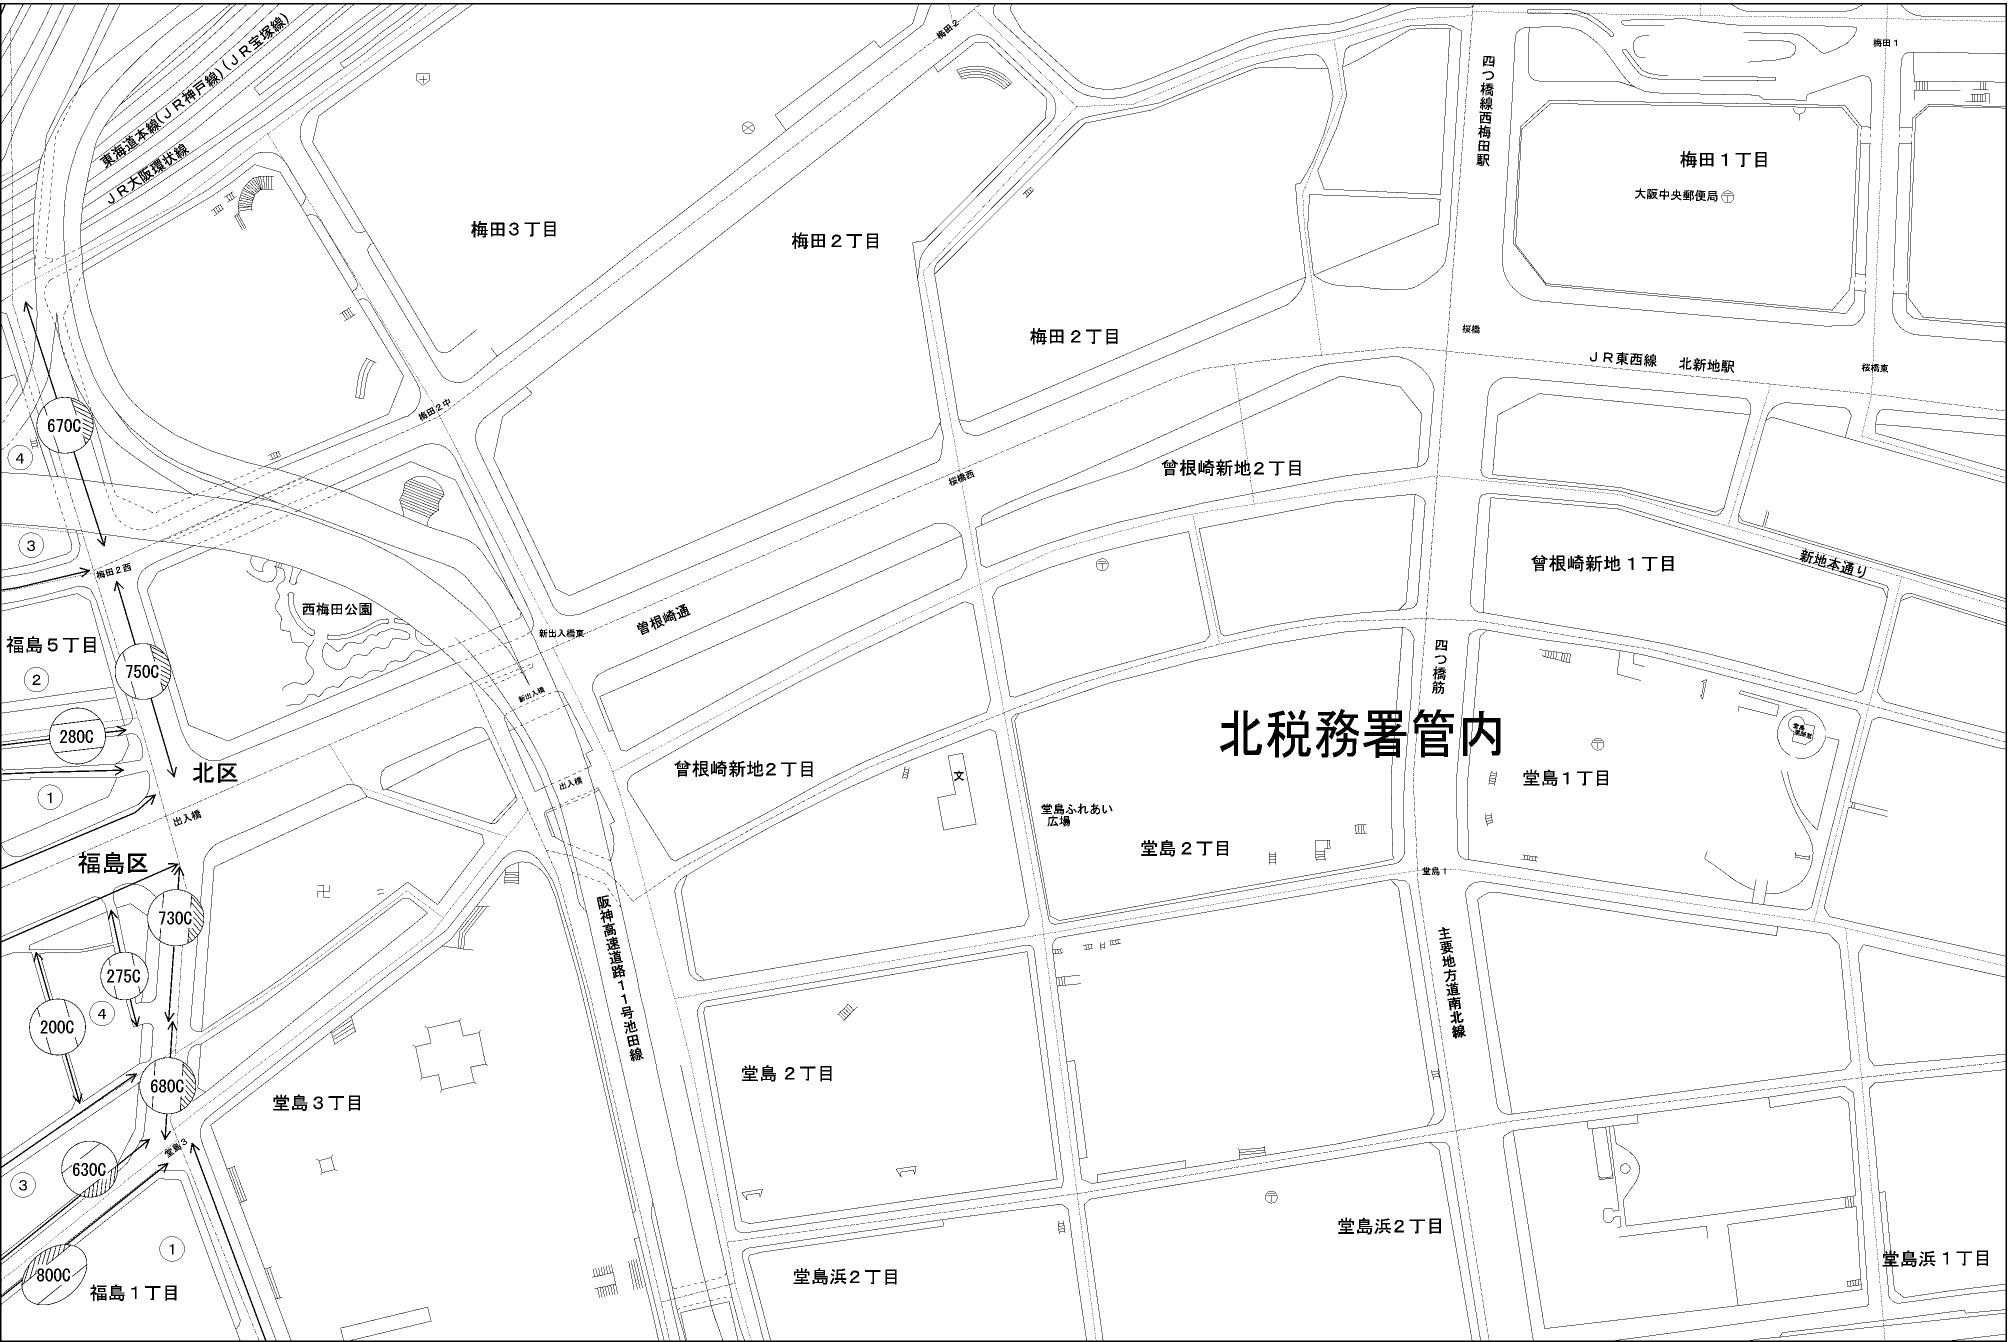 東海道本線(ＪＲ神戸線)(ＪＲ宝塚線)
ＪＲ大阪環状線
梅田２
四つ橋線西梅田駅
梅田１
梅田１丁目
大阪中央郵便局
梅田３丁目
梅田２丁目
梅田２丁目
桜橋
ＪＲ東西線　北新地駅
桜橋東
梅田２中
670C
4
曾根崎新地２丁目
桜橋西
3
梅田２西
曾根崎新地１丁目
新地本通り
西梅田公園
曽根崎通
新出入橋東
福島５丁目
750C
2
四つ橋筋
新出入橋
280C
北税務署管内
北区
曾根崎新地２丁目
文
堂島１丁目
出入橋
1
堂島ふれあい
広場
出入橋
堂島２丁目
福島区
堂島１
730C
阪神高速道路１１号池田線
主要地方道南北線
275C
200C
4
堂島２丁目
680C
堂島３丁目
堂島３
630C
3
堂島浜２丁目
1
800C
福島１丁目
堂島浜２丁目
堂島浜１丁目